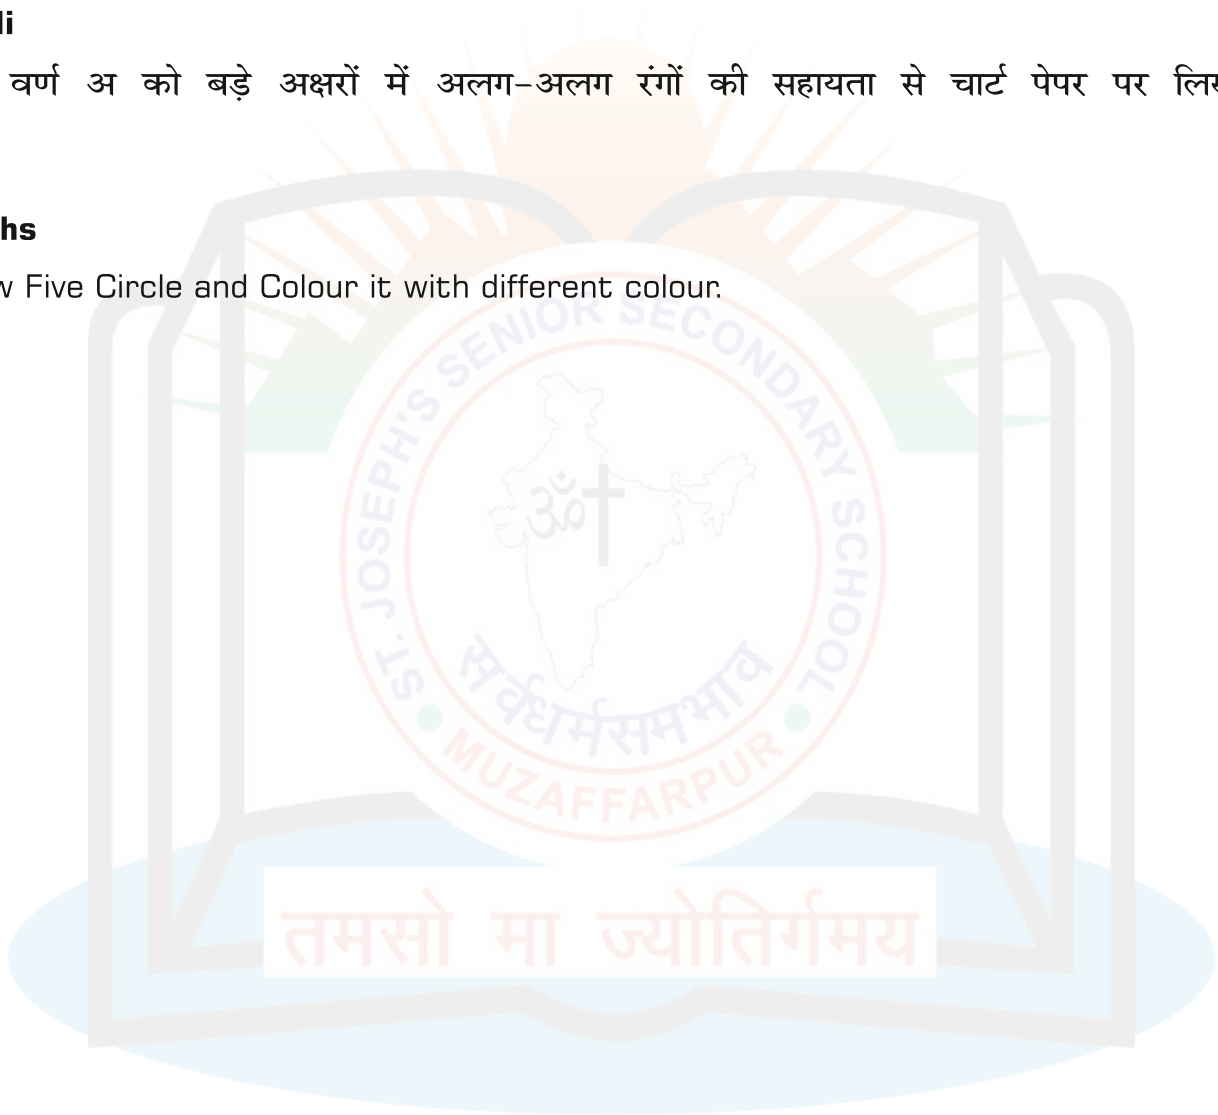 li
वर्ण अ को बड़े अक्षरों में अलग-अलग रंगों की सहायता से चार्ट पेपर पर
hs
w Five Circle and Colour it with different colour.
ST. JOSEPH'S SENIOR SECONDARY SCHOOL
ॐ
सर्वधर्मसमभाव
MUZAFFARPUR
तमसो मा ज्योतिर्गमय